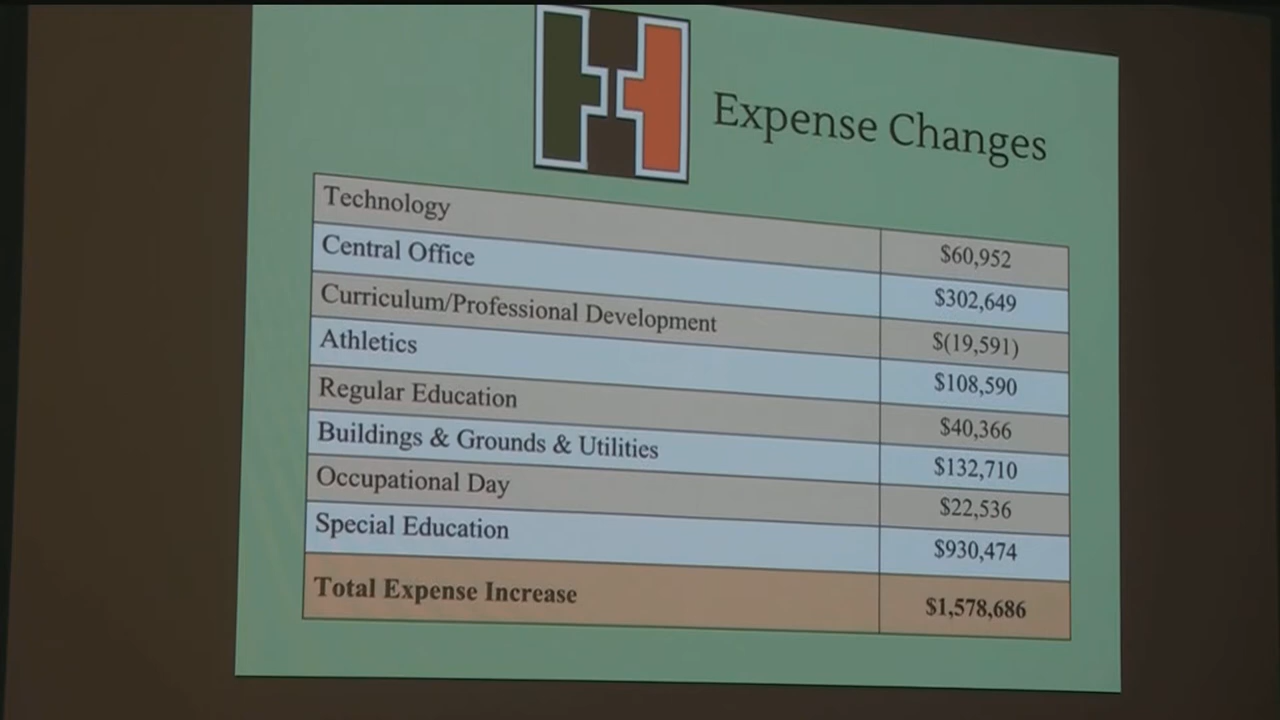 Expense Changes
Technology $60,952
Central Office $302,649
Curriculum/Professional Development $(19,591)
Athletics $108,590
Regular Education $40,366
Buildings & Grounds & Utilities $132,710
Occupational Day $22,536
Special Education $930,474
Total Expense Increase $1,578,686